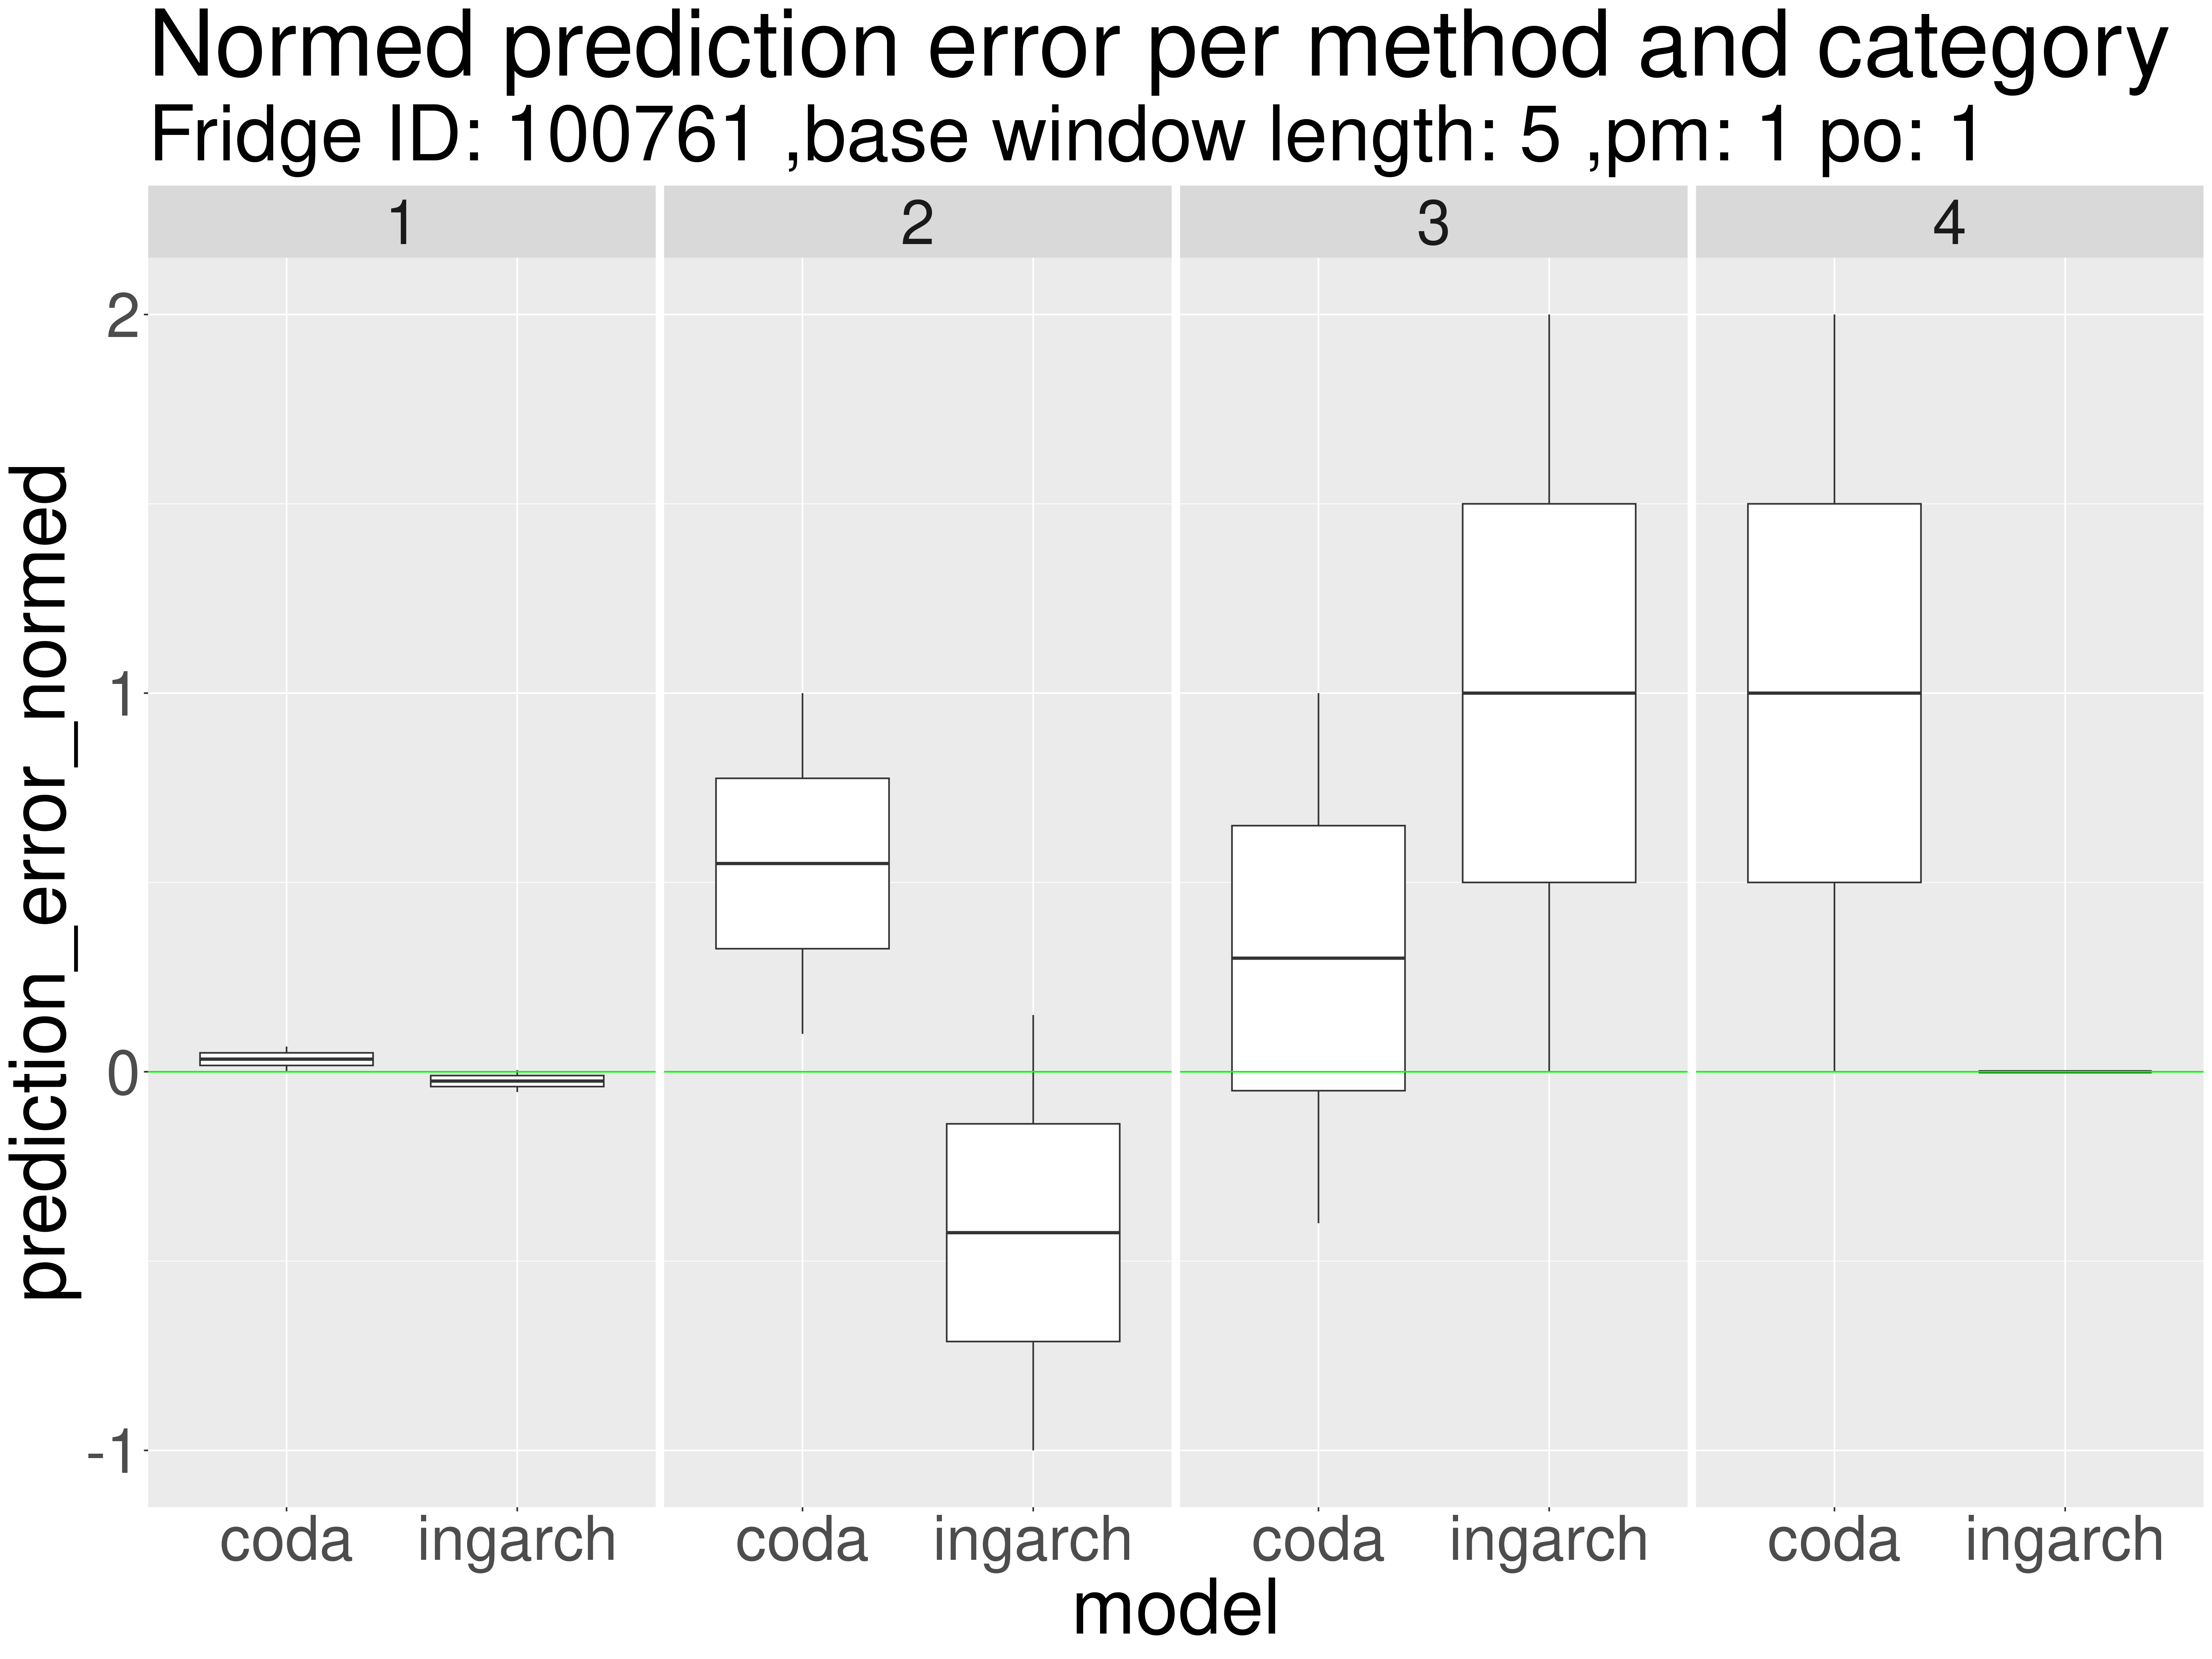 Normed prediction error per method and category
Fridge ID: 100761 ,base window length: 5 ,pm: 1 po: 1
1 2 3 4
prediction_error_normed
2
1
0
-1
coda ingarch coda ingarch coda ingarch coda ingarch
model